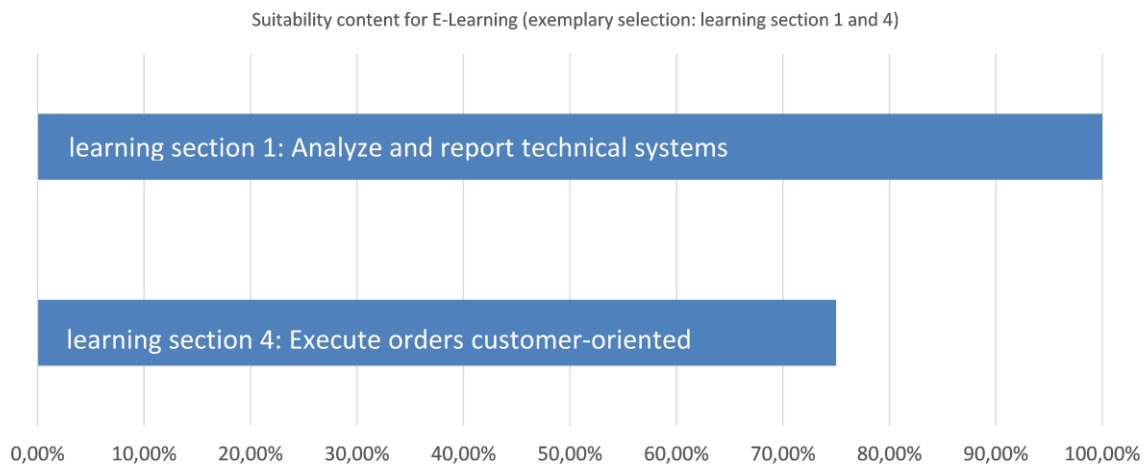 Suitability content for E-Learning (exemplary selection: learning section 1 and 4)
learning section 1: Analyze and report technical systems
learning section 4: Execute orders customer-oriented
0,00% 10,00% 20,00% 30,00% 40,00% 50,00% 60,00% 70,00% 80,00% 90,00% 100,00%